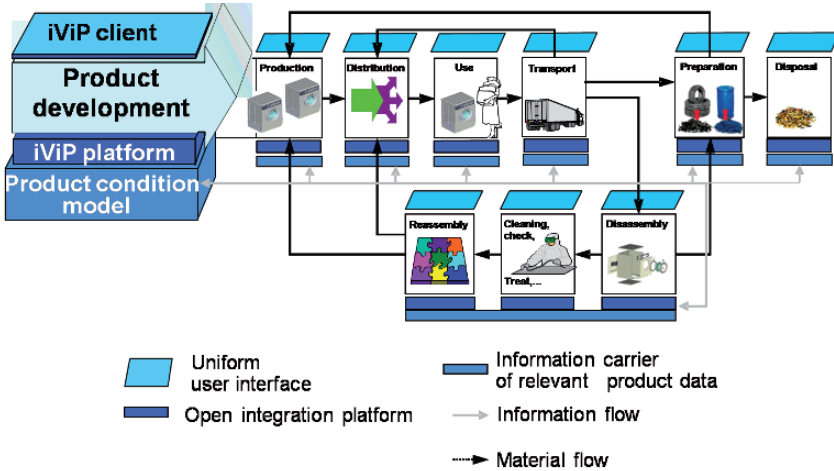 iViP client
Product
development
iViP platform
Product condition
model
Production
Distribution
Use
Transport
Preparation
Disposal
Reassembly
Cleaning,
check,
Treat,...
Disassembly
Uniform
user interface
Open integration platform
Information carrier
of relevant product data
Information flow
Material flow